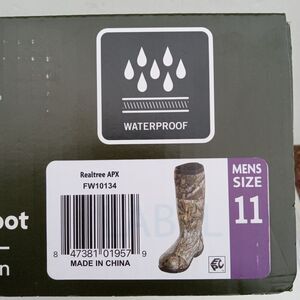 WATERPROOF
Realtree APX
FW10134
MENS
SIZE
11
oot
8 47381 01957 9
MADE IN CHINA
n